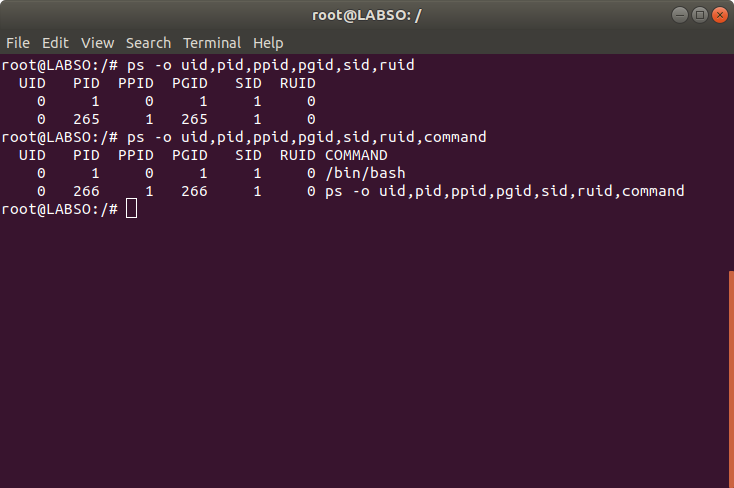 root@LABSO: /
File Edit View Search Terminal Help
root@LABSO:/# ps -o uid,pid,ppid,pgid,sid,ruid
  UID   PID  PPID  PGID   SID  RUID
    0     1     0     1     1     0
    0   265     1   265     1     0
root@LABSO:/# ps -o uid,pid,ppid,pgid,sid,ruid,command
  UID   PID  PPID  PGID   SID  RUID COMMAND
    0     1     0     1     1     0 /bin/bash
    0   266     1   266     1     0 ps -o uid,pid,ppid,pgid,sid,ruid,command
root@LABSO:/#